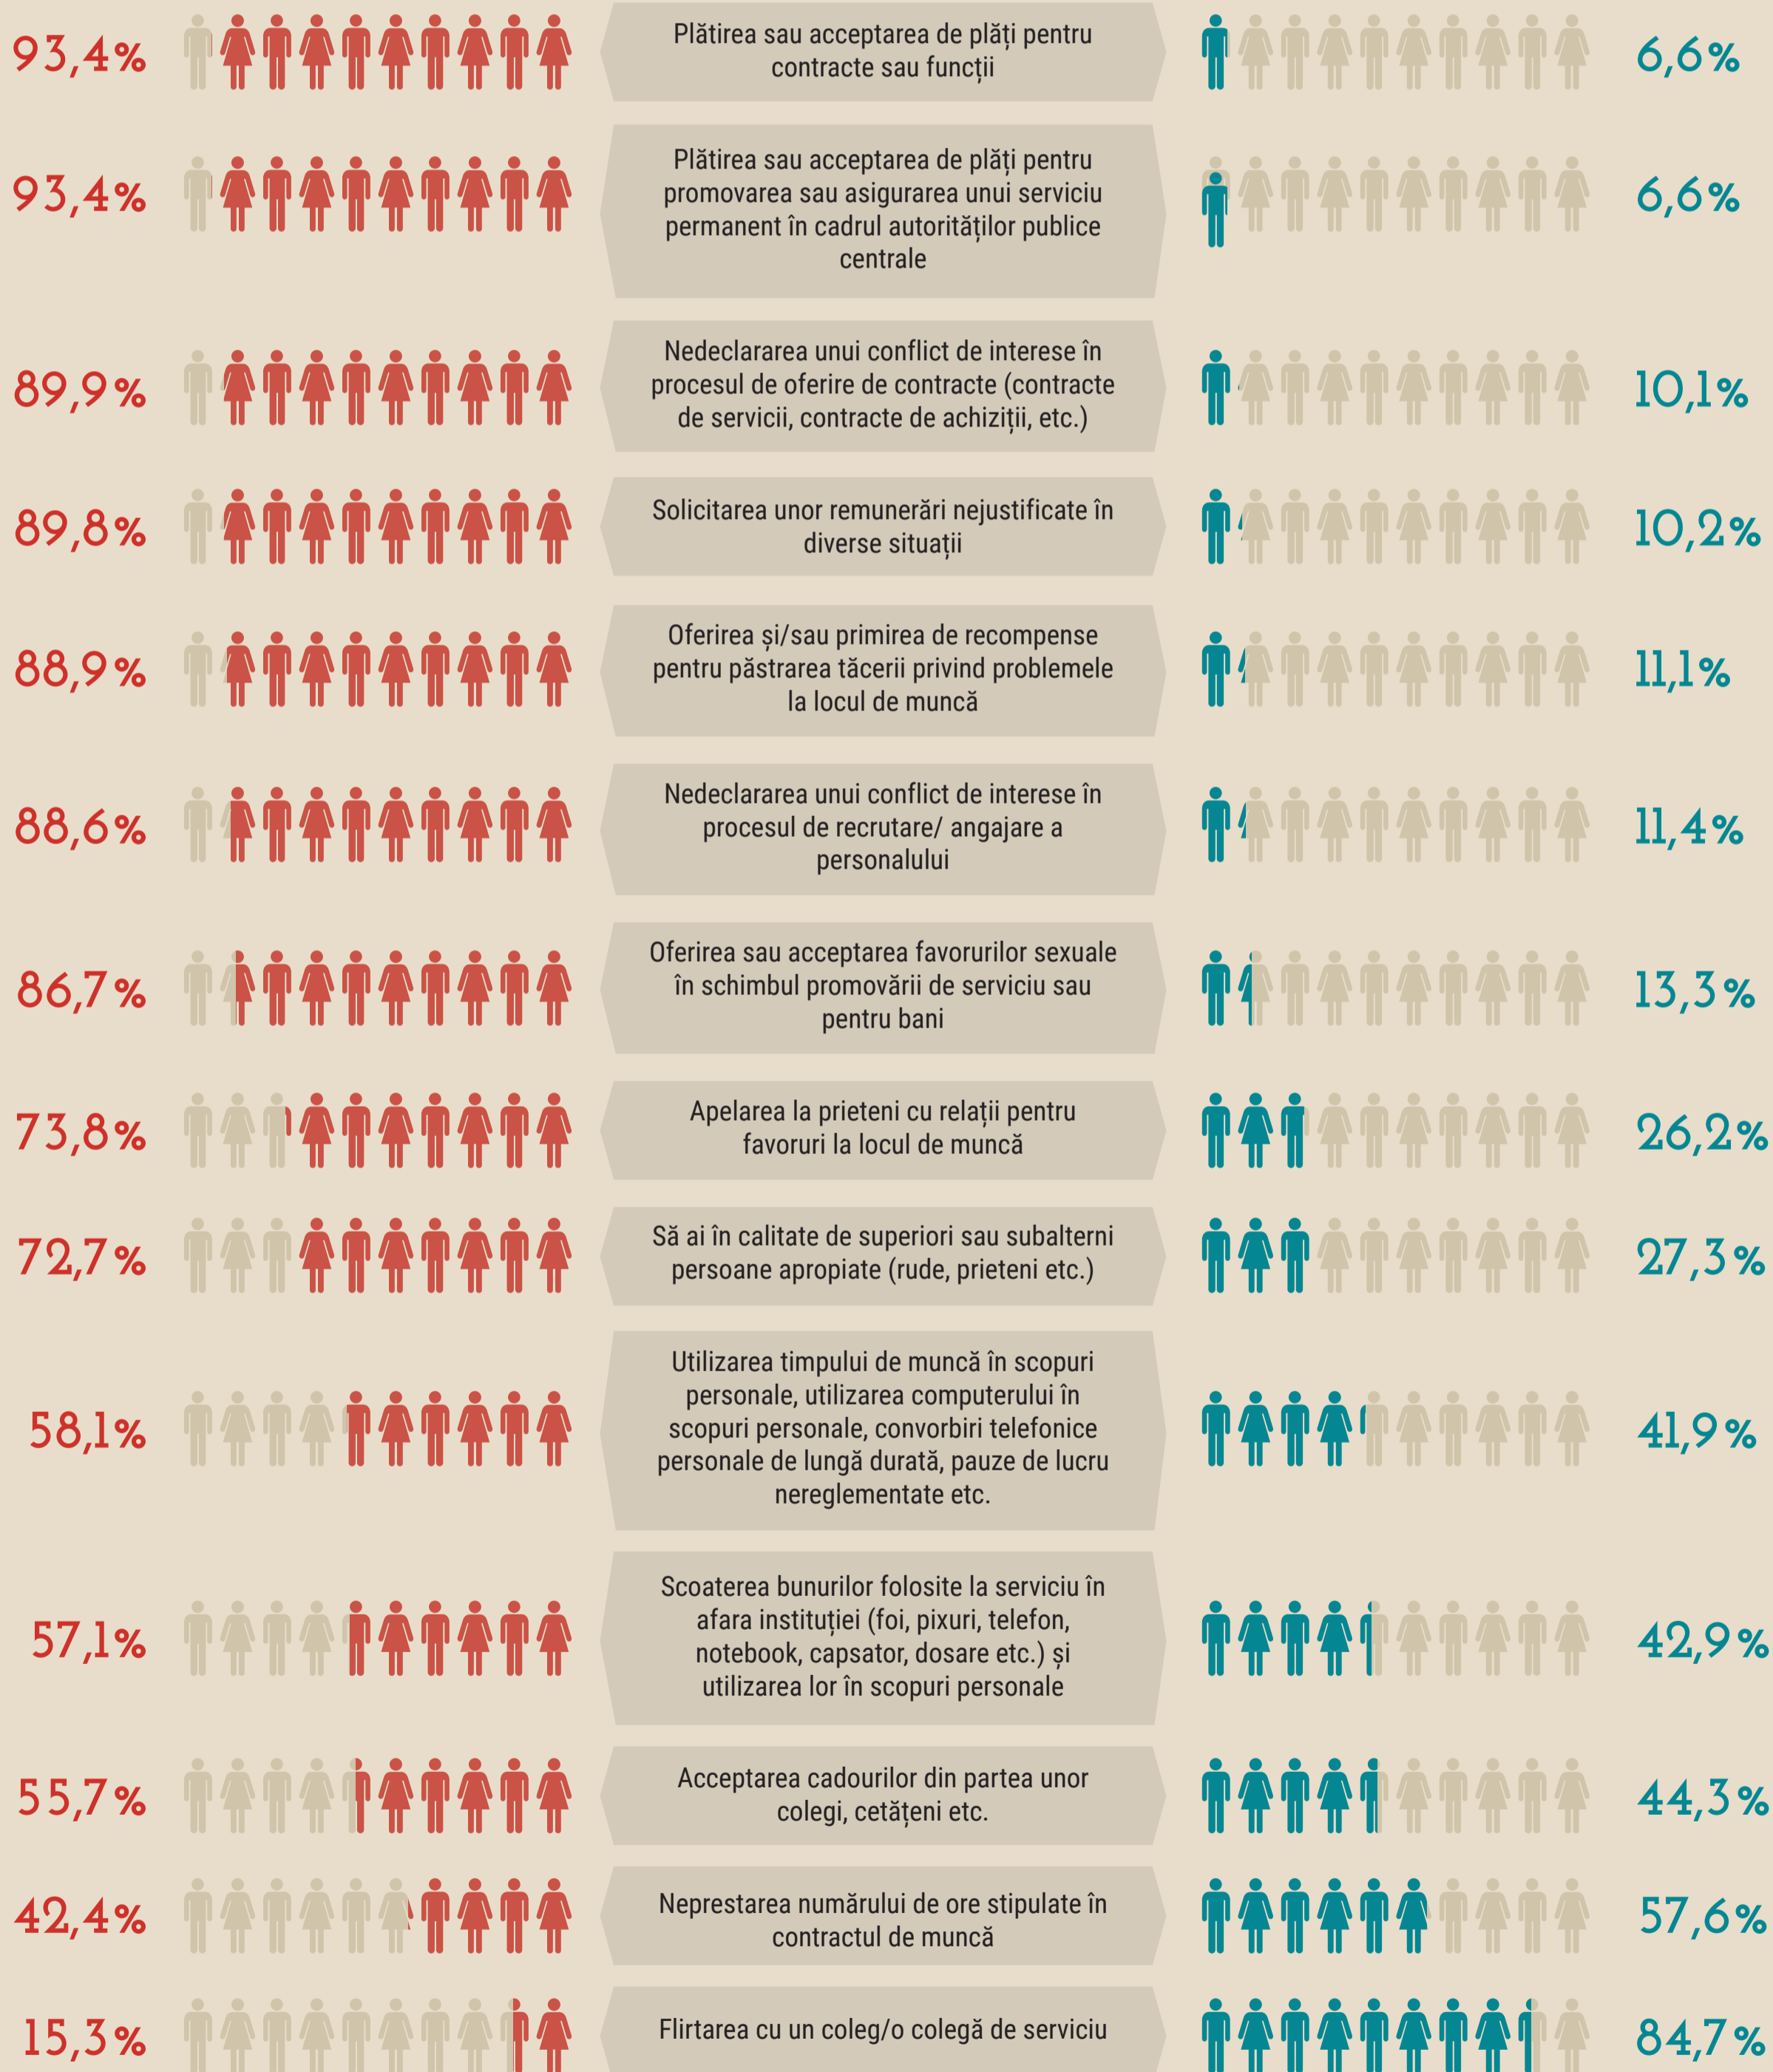 93,4%
Plătirea sau acceptarea de plăți pentru
contracte sau funcții
6,6%
93,4%
Plătirea sau acceptarea de plăți pentru
promovarea sau asigurarea unui serviciu
permanent în cadrul autorităților publice
centrale
6,6%
89,9%
Nedeclararea unui conflict de interese în
procesul de oferire de contracte (contracte
de servicii, contracte de achiziții, etc.)
10,1%
89,8%
Solicitarea unor remunerări nejustificate în
diverse situații
10,2%
88,9%
Oferirea și/sau primirea de recompense
pentru păstrarea tăcerii privind problemele
la locul de muncă
11,1%
88,6%
Nedeclararea unui conflict de interese în
procesul de recrutare/ angajare a
personalului
11,4%
86,7%
Oferirea sau acceptarea favorurilor sexuale
în schimbul promovării de serviciu sau
pentru bani
13,3%
73,8%
Apelarea la prieteni cu relații pentru
favoruri la locul de muncă
26,2%
72,7%
Să ai în calitate de superiori sau subalterni
persoane apropiate (rude, prieteni etc.)
27,3%
58,1%
Utilizarea timpului de muncă în scopuri
personale, utilizarea computerului în
scopuri personale, convorbiri telefonice
personale de lungă durată, pauze de lucru
nereglementate etc.
41,9%
57,1%
Scoaterea bunurilor folosite la serviciu în
afara instituției (foi, pixuri, telefon,
notebook, capsator, dosare etc.) și
utilizarea lor în scopuri personale
42,9%
55,7%
Acceptarea cadourilor din partea unor
colegi, cetățeni etc.
44,3%
42,4%
Neprestarea numărului de ore stipulate în
contractul de muncă
57,6%
15,3%
Flirtarea cu un coleg/o colegă de serviciu
84,7%